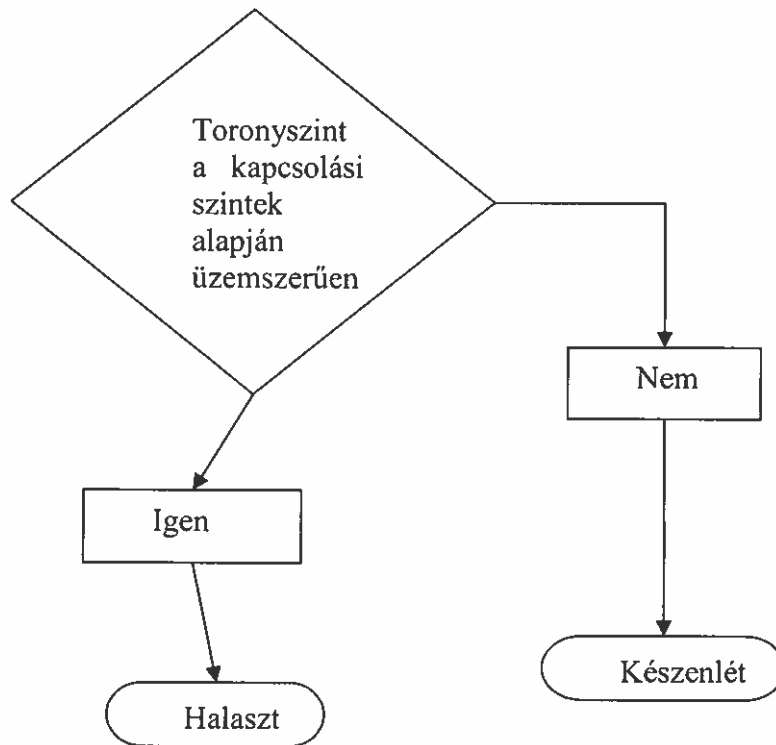 Toronyszint
a kapcsolási
szintek
alapján
üzemszerűen
Nem
Igen
Készenlét
Halaszt